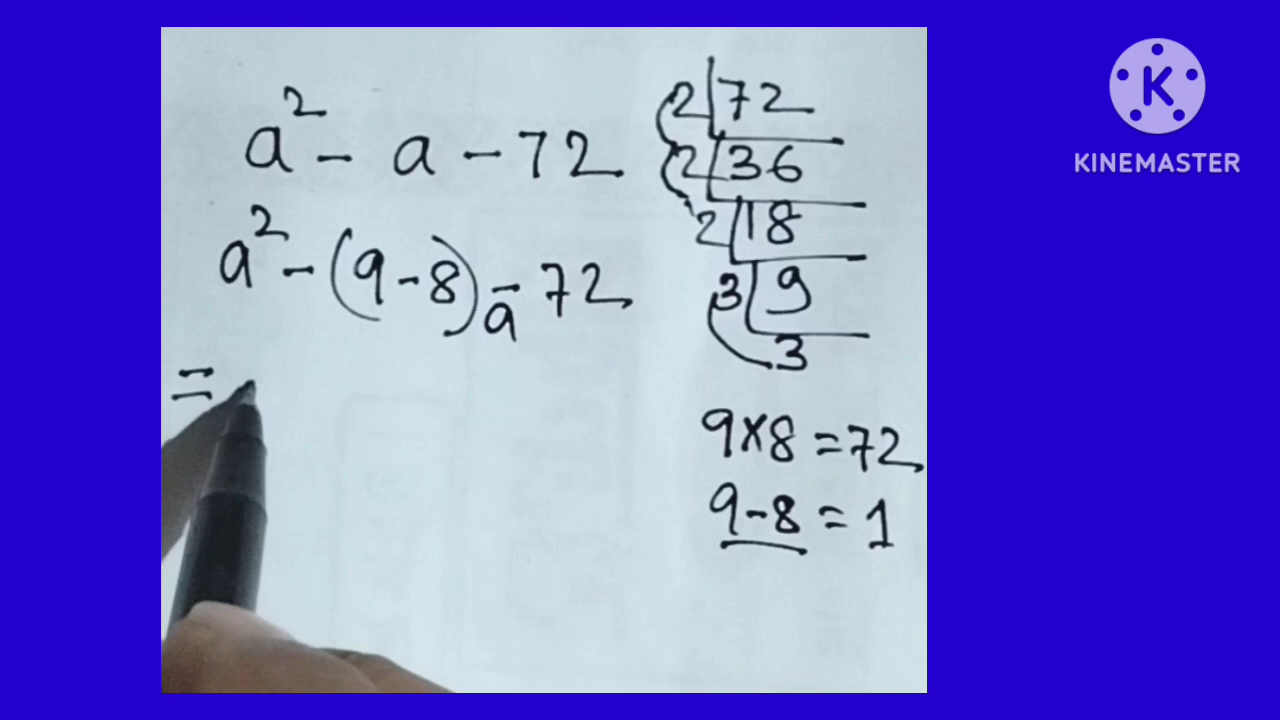 a² - a - 72
a² - (9 - 8)a - 72
=
2|72
2|36
2|18
3|9
3
9×8 = 72
9-8 = 1
K
KINEMASTER